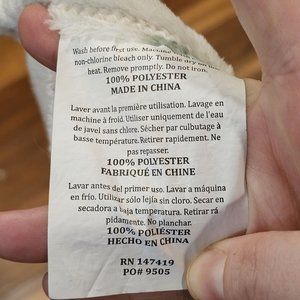 Wash before first use. Machine
non-chlorine bleach only. Tumble dry on low
heat. Remove promptly. Do not iron.
100% POLYESTER
MADE IN CHINA
Laver avant la première utilisation. Lavage en
machine à froid. Utiliser uniquement de l'eau
de javel sans chlore. Sécher par culbutage à
basse température. Retirer rapidement. Ne
pas repasser.
100% POLYESTER
FABRIQUÉ EN CHINE
Lavar antes del primer uso. Lavar a máquina
en frío. Utilizar sólo lejía sin cloro. Secar en
secadora a baja temperatura. Retirar rá
pidamente. No planchar.
100% POLIÉSTER
HECHO EN CHINA
RN 147419
PO# 9505